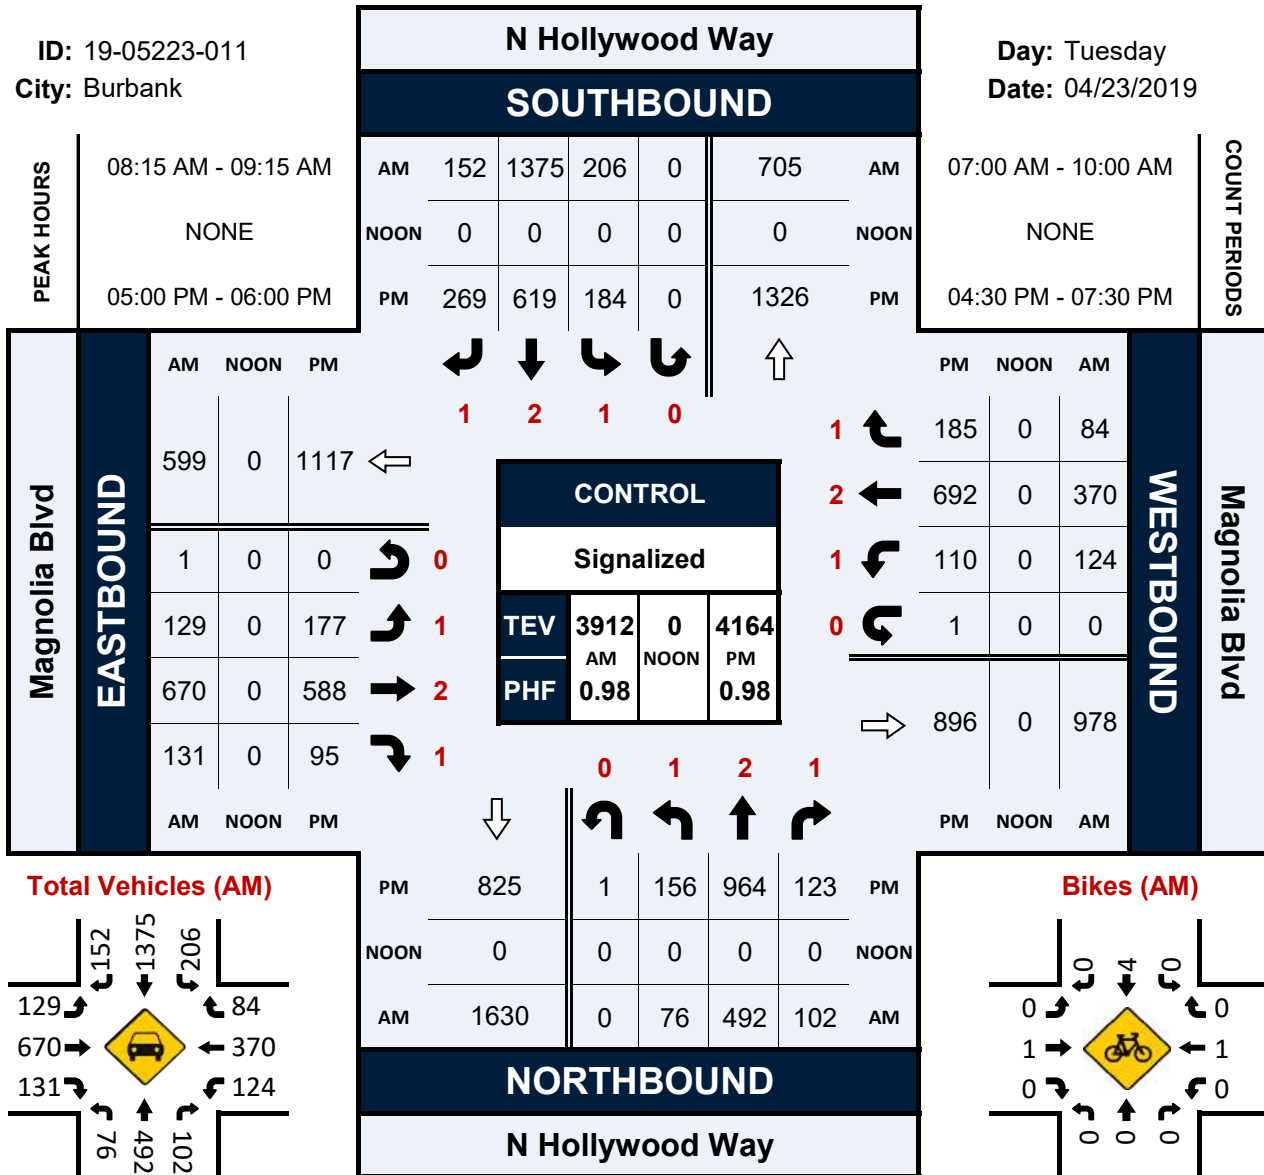 ID: 19-05223-011
City: Burbank
N Hollywood Way
SOUTHBOUND
Day: Tuesday
Date: 04/23/2019
PEAK HOURS
08:15 AM - 09:15 AM
NONE
05:00 PM - 06:00 PM
AM 152 1375 206 0 705 AM
NOON 0 0 0 0 0 NOON
PM 269 619 184 0 1326 PM
07:00 AM - 10:00 AM
NONE
04:30 PM - 07:30 PM
COUNT PERIODS
1 2 1 0
Magnolia Blvd
EASTBOUND
AM NOON PM
599 0 1117
1 0 0 0
129 0 177 1
670 0 588 2
131 0 95 1
AM NOON PM
CONTROL
Signalized
TEV 3912 0 4164
AM NOON PM
PHF 0.98 0.98
PM NOON AM
1 185 0 84
2 692 0 370
1 110 0 124
0 1 0 0
896 0 978
PM NOON AM
WESTBOUND
Magnolia Blvd
0 1 2 1
PM 825 1 156 964 123 PM
NOON 0 0 0 0 0 NOON
AM 1630 0 76 492 102 AM
NORTHBOUND
N Hollywood Way
Total Vehicles (AM)
152 1375 206
129 84
670 370
131 124
76 492 102
Bikes (AM)
0 4 0
0 0
1 1
0 0
0 0 0